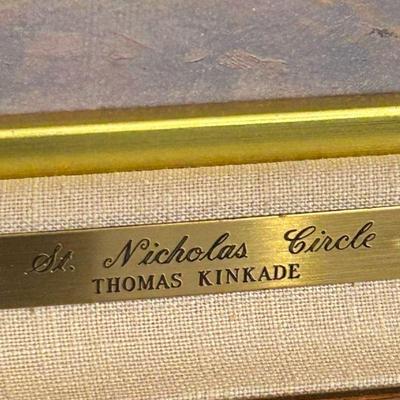 St. Nicholas Circle
THOMAS KINKADE